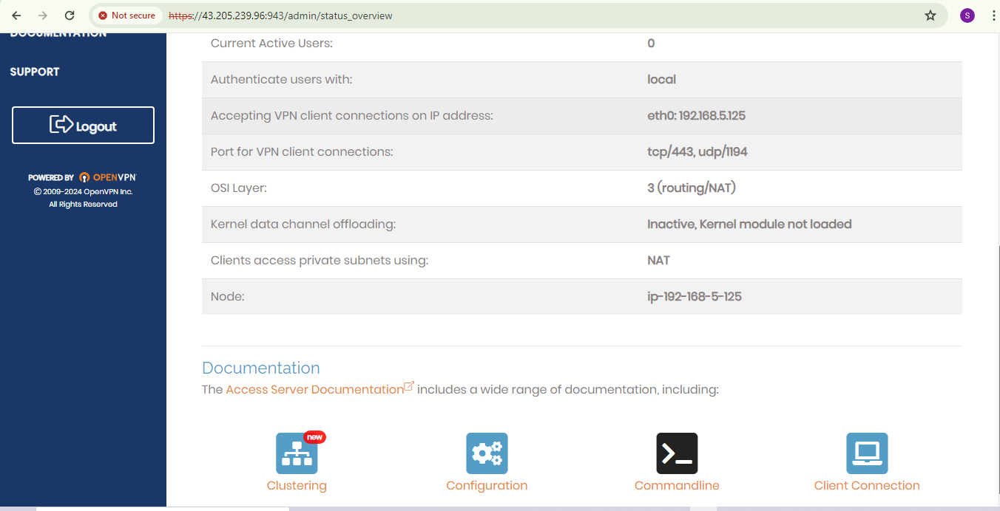 Not secure https://43.205.239.96:943/admin/status_overview S
DOCUMENTATION
SUPPORT
Logout
POWERED BY OPENVPN
© 2009-2024 OpenVPN Inc.
All Rights Reserved
Current Active Users: 0
Authenticate users with: local
Accepting VPN client connections on IP address: eth0: 192.168.5.125
Port for VPN client connections: tcp/443, udp/1194
OSI Layer: 3 (routing/NAT)
Kernel data channel offloading: Inactive, Kernel module not loaded
Clients access private subnets using: NAT
Node: ip-192-168-5-125
Documentation
The Access Server Documentation includes a wide range of documentation, including:
new
Clustering Configuration Commandline Client Connection